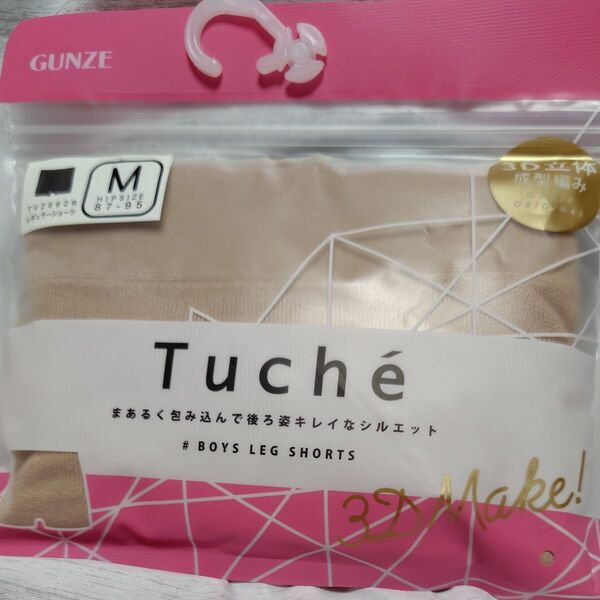 GUNZE
M
HIPSIZE
87-95
TV2662R
レギュラーショーツ
3D立体
成型編み
ORIGINAL
Tuché
まあるく包み込んで後ろ姿キレイなシルエット
# BOYS LEG SHORTS
3D Make!